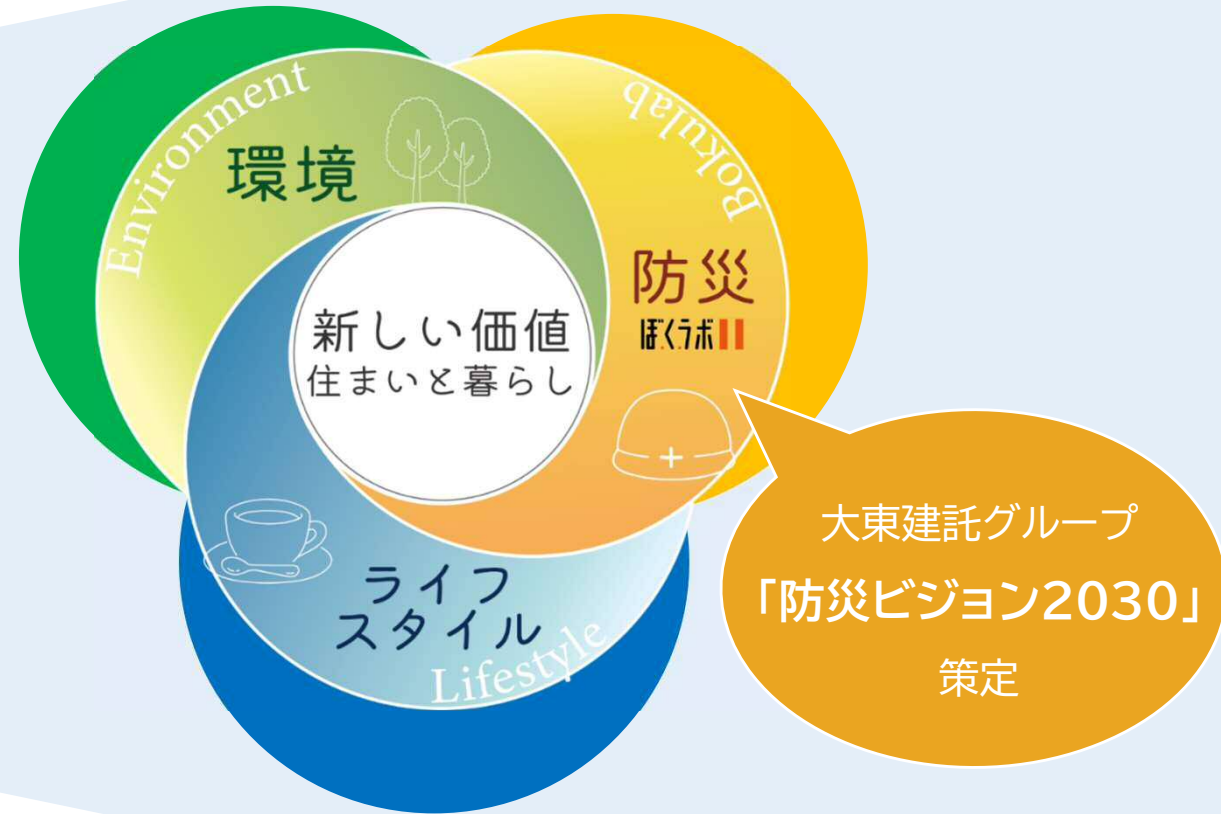 Environment
環境
Bokulab
防災
ぼくラボ
新しい価値
住まいと暮らし
ライフ
スタイル
Lifestyle
大東建託グループ
「防災ビジョン2030」
策定